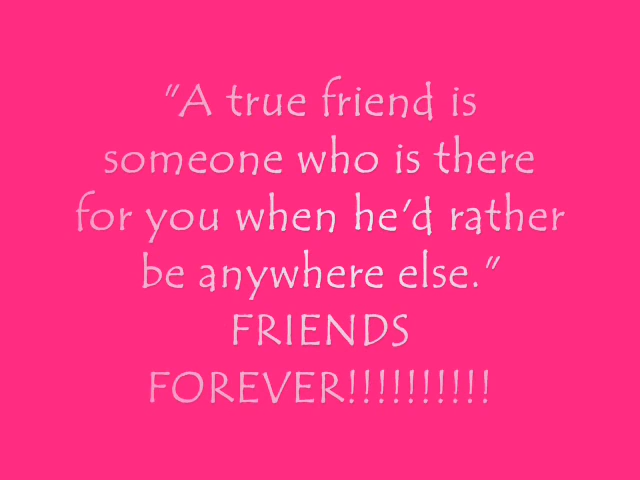 "A true friend is
someone who is there
for you when he'd rather
be anywhere else."
FRIENDS
FOREVER!!!!!!!!!!